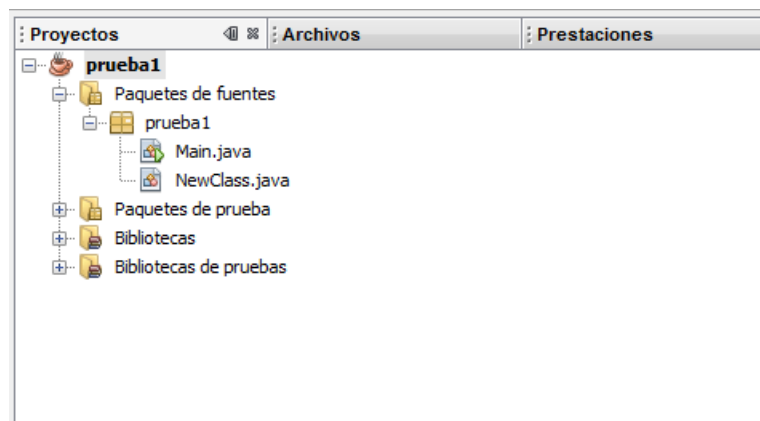 Proyectos Archivos Prestaciones
prueba1
Paquetes de fuentes
prueba1
Main.java
NewClass.java
Paquetes de prueba
Bibliotecas
Bibliotecas de pruebas